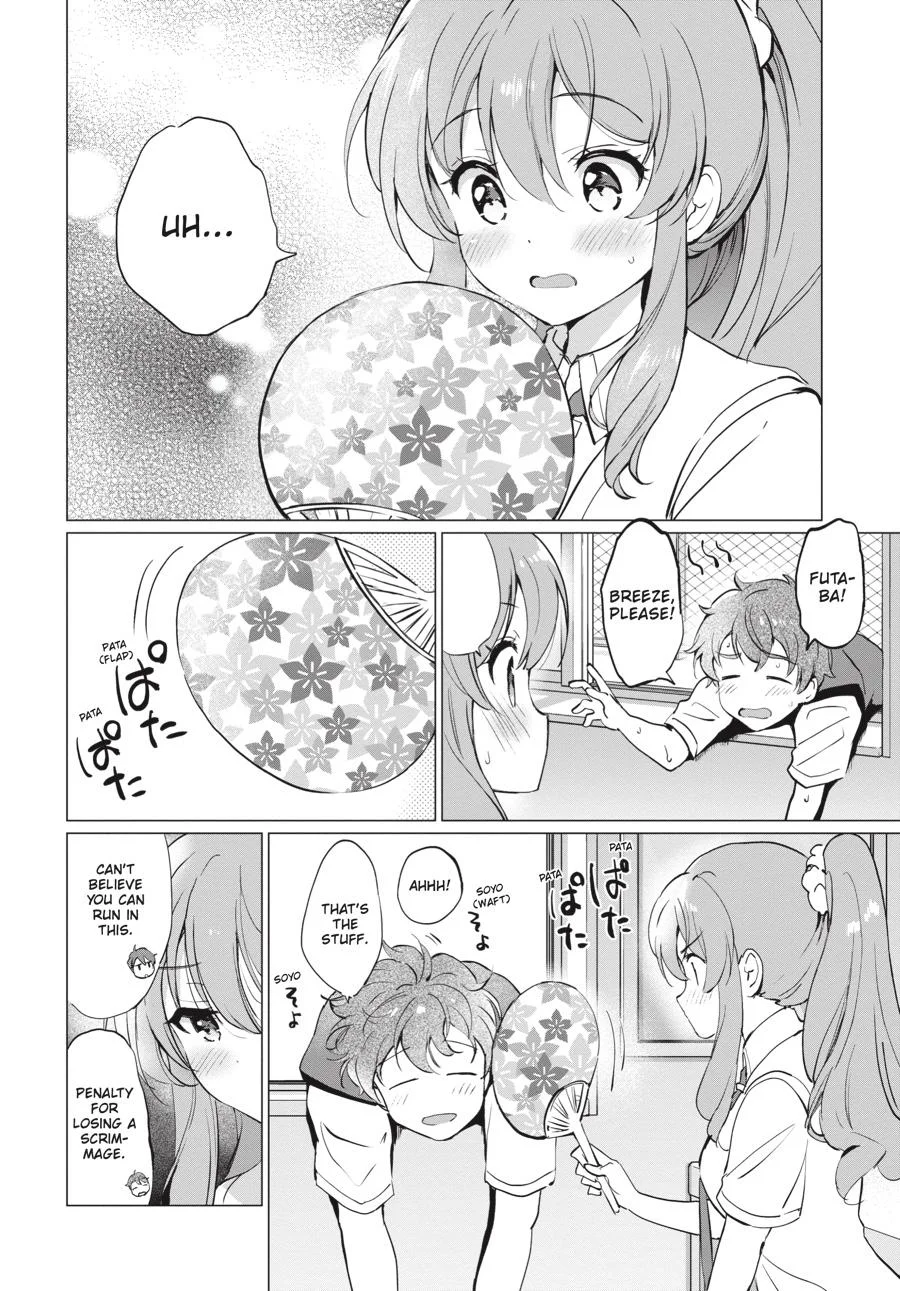 UH...
FUTA-
BA!
BREEZE,
PLEASE!
PATA
(FLAP)
ぱた
PATA
ぱた
PATA
ぱた
PATA
ぱた
SOYO
(WAFT)
そよ
AHHH!
THAT'S
THE
STUFF.
SOYO
そよ
CAN'T
BELIEVE
YOU CAN
RUN IN
THIS.
PENALTY
FOR
LOSING A
SCRIM-
MAGE.